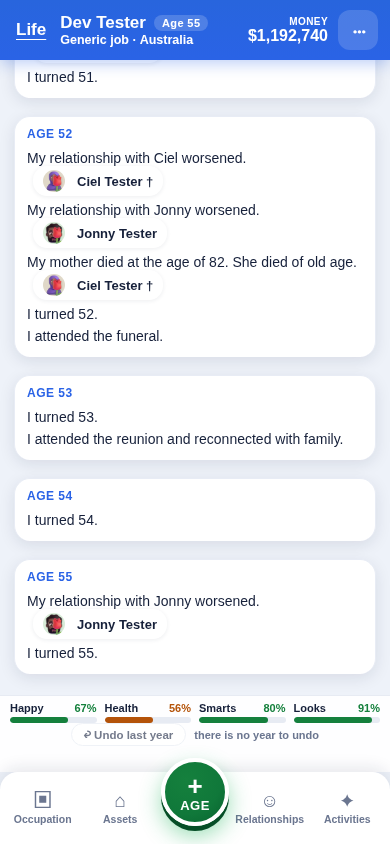 Life
Dev Tester Age 55
Generic job · Australia
MONEY
$1,192,740
I turned 51.
AGE 52
My relationship with Ciel worsened.
Ciel Tester †
My relationship with Jonny worsened.
Jonny Tester
My mother died at the age of 82. She died of old age.
Ciel Tester †
I turned 52.
I attended the funeral.
AGE 53
I turned 53.
I attended the reunion and reconnected with family.
AGE 54
I turned 54.
AGE 55
My relationship with Jonny worsened.
Jonny Tester
I turned 55.
Happy 67% Health 56% Smarts 80% Looks 91%
Undo last year there is no year to undo
+
AGE
Occupation Assets Relationships Activities